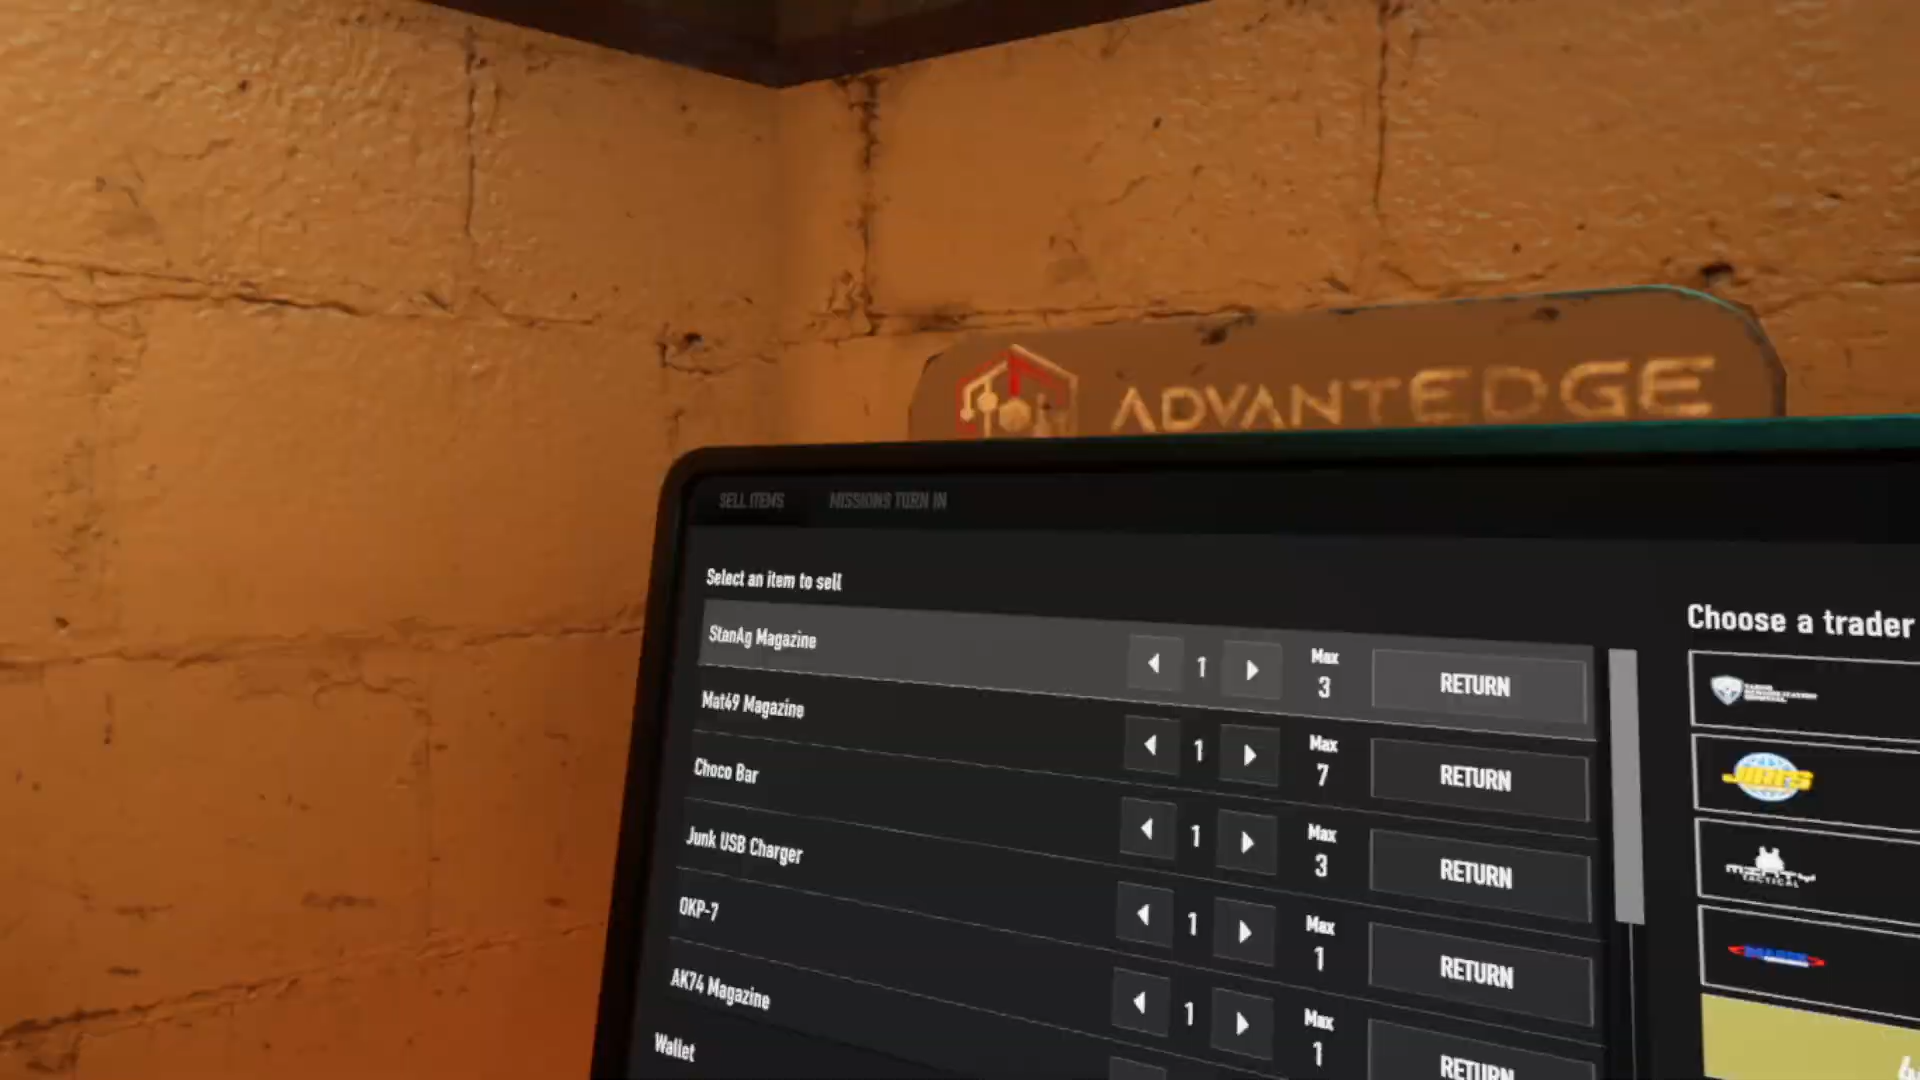 ADVANTEDGE
SELL ITEMS MISSIONS TURN IN
Select an item to sell
Choose a trader
StanAg Magazine 1 Max 3 RETURN
Mat49 Magazine 1 Max 7 RETURN
Choco Bar 1 Max 3 RETURN
Junk USB Charger 1 Max 1 RETURN
OKP-7 1 Max 1 RETURN
AK74 Magazine
Wallet
TACTICAL